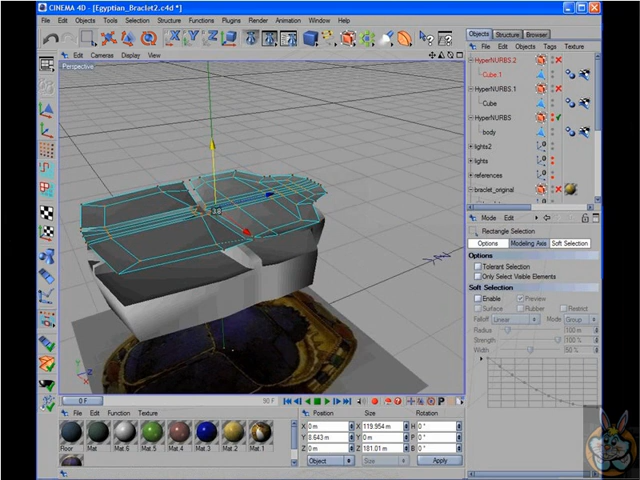 CINEMA 4D - [Egyptian_Braclet2.c4d *]
File Edit Objects Tools Selection Structure Functions Plugins Render Animation Window Help
Edit Cameras Display View
Perspective
3.8
Y
Z
X
0 F
90 F
File Edit Function Texture
Floor Mat Mat.6 Mat.5 Mat.4 Mat.3 Mat.2 Mat.1
Position Size Rotation
X 0 m X 119.954 m H 0 °
Y 8.643 m Y 0 m P 0 °
Z 0 m Z 181.01 m B 0 °
Object Size Apply
Objects Structure Browser
File Edit Objects Tags Texture
HyperNURBS.2
Cube.1
HyperNURBS.1
Cube
HyperNURBS
body
lights2
lights
references
braclet_original
Mode Edit
Rectangle Selection
Options Modeling Axis Soft Selection
Options
Tolerant Selection
Only Select Visible Elements
Soft Selection
Enable Preview
Surface Rubber Restrict
Falloff Linear Mode Group
Radius 100 m
Strength 100 %
Width 50 %